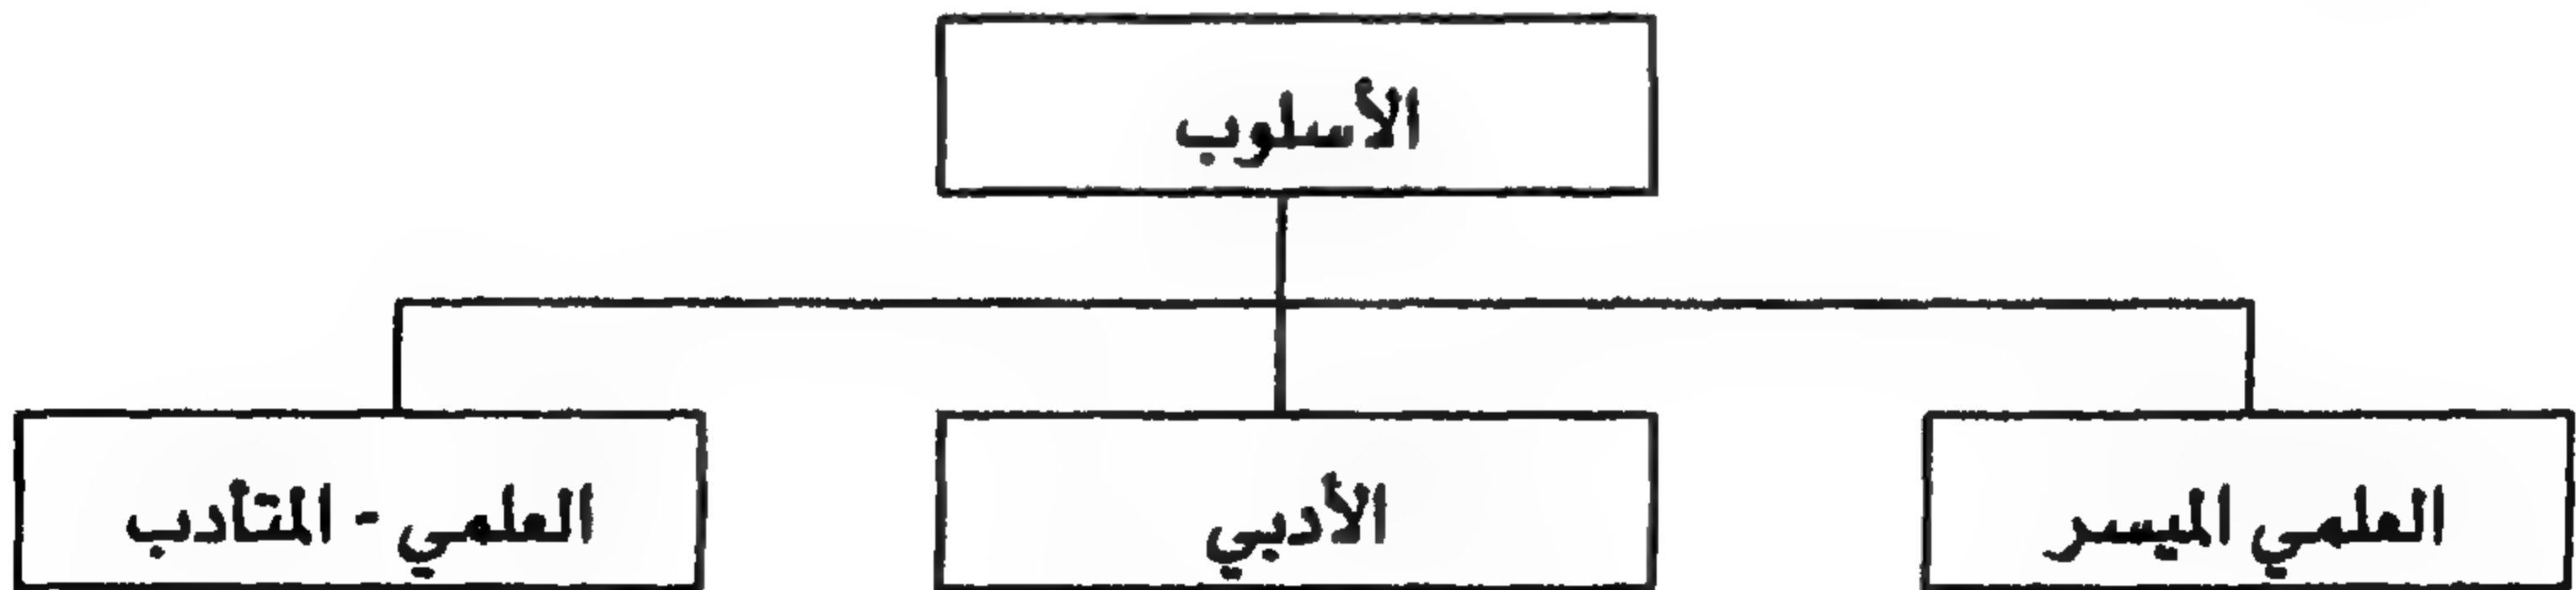 الأسلوب
العلمي الميسر
الأدبي
العلمي - المتأدب